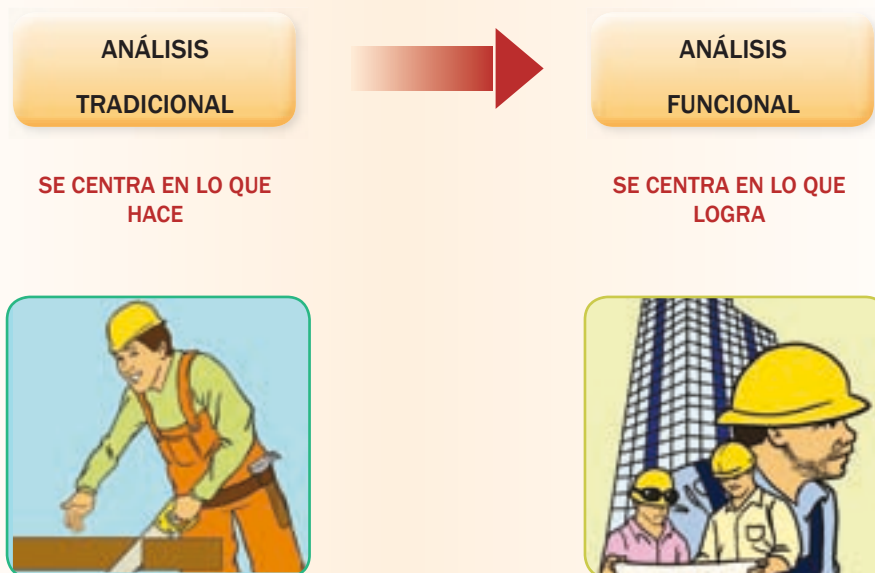 ANÁLISIS
TRADICIONAL
ANÁLISIS
FUNCIONAL
SE CENTRA EN LO QUE
HACE
SE CENTRA EN LO QUE
LOGRA